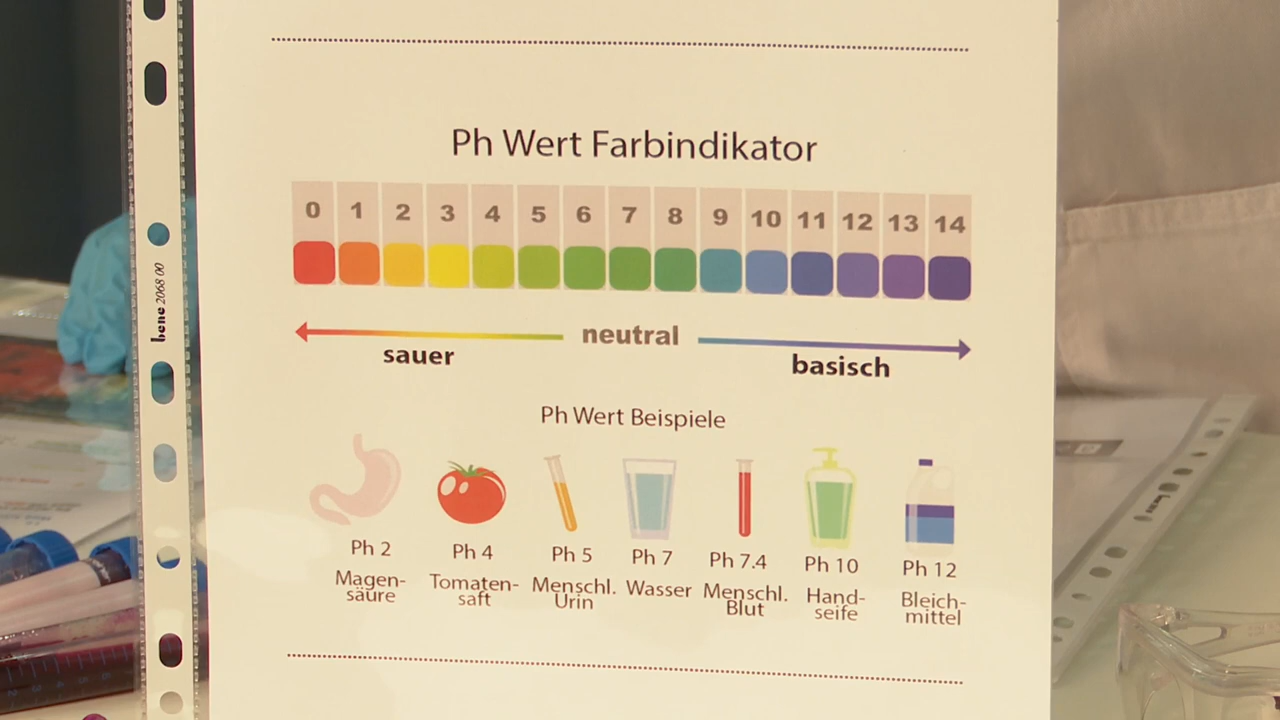 Ph Wert Farbindikator
0 1 2 3 4 5 6 7 8 9 10 11 12 13 14
sauer neutral basisch
Ph Wert Beispiele
Ph 2 Ph 4 Ph 5 Ph 7 Ph 7.4 Ph 10 Ph 12
Magen- Tomaten- Menschl. Wasser Menschl. Hand- Bleich-
säure saft Urin Blut seife mittel
bene 2068 00